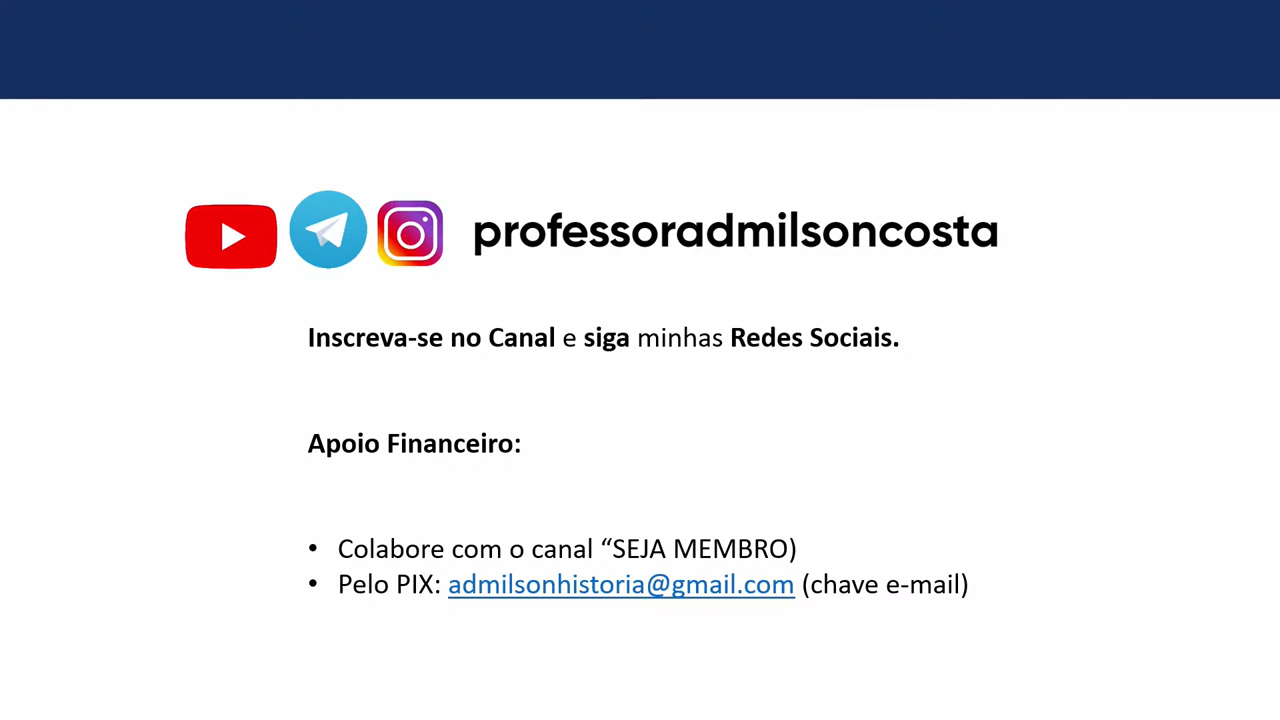 professoradmilsoncosta
Inscreva-se no Canal e siga minhas Redes Sociais.
Apoio Financeiro:
• Colabore com o canal “SEJA MEMBRO)
• Pelo PIX: admilsonhistoria@gmail.com (chave e-mail)